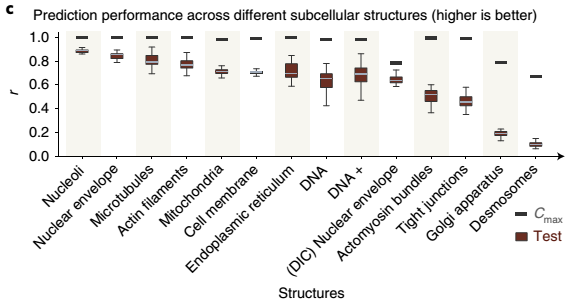 c
Prediction performance across different subcellular structures (higher is better)
1.0
0.8
0.6
0.4
0.2
0.0
r
Nucleoli
Nuclear envelope
Microtubules
Actin filaments
Mitochondria
Cell membrane
Endoplasmic reticulum
DNA
DNA +
(DIC) Nuclear envelope
Actomyosin bundles
Tight junctions
Golgi apparatus
Desmosomes
Cmax
Test
Structures